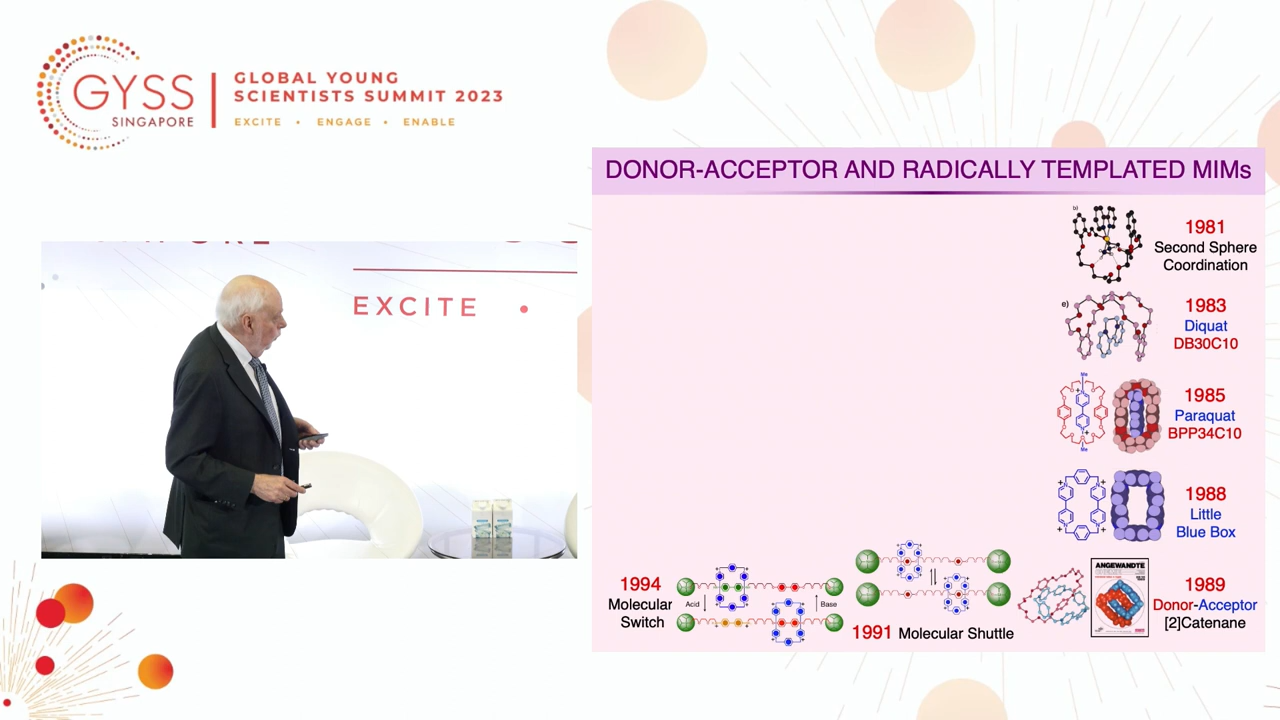 GYSS
SINGAPORE
GLOBAL YOUNG
SCIENTISTS SUMMIT 2023
EXCITE • ENGAGE • ENABLE
EXCITE •
DONOR-ACCEPTOR AND RADICALLY TEMPLATED MIMs
b)
1981
Second Sphere
Coordination
e)
1983
Diquat
DB30C10
Me
Me
1985
Paraquat
BPP34C10
1988
Little
Blue Box
1994
Molecular
Switch
Acid
Base
1991 Molecular Shuttle
ANGEWANDTE
1989
Donor-Acceptor
[2]Catenane